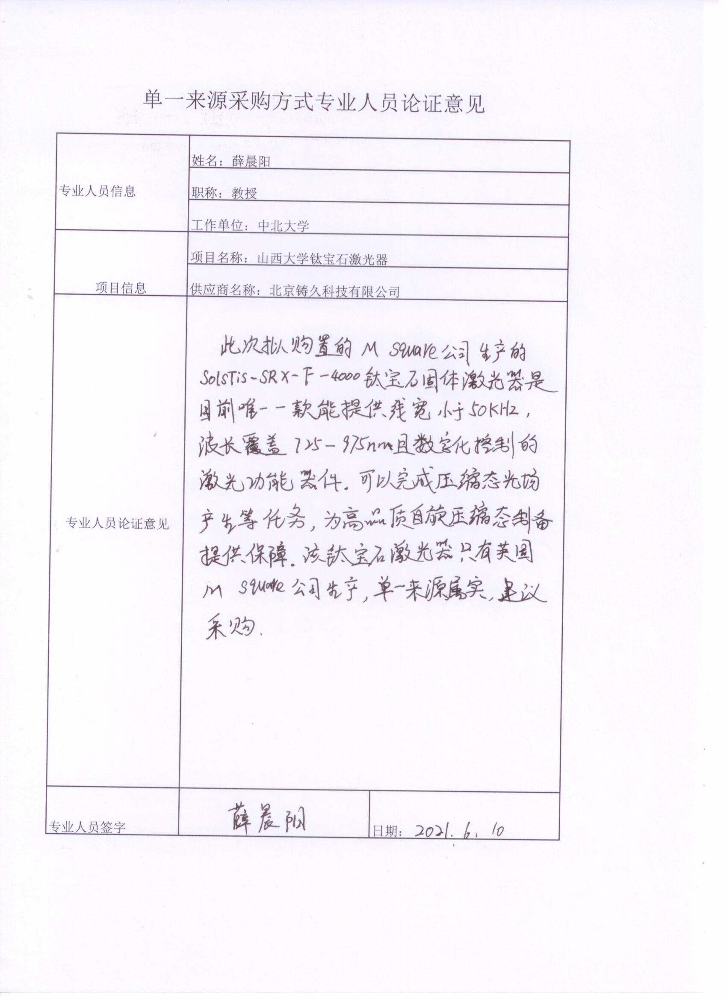 单一来源采购方式专业人员论证意见
专业人员信息
姓名：薛晨阳
职称：教授
工作单位：中北大学
项目信息
项目名称：山西大学钛宝石激光器
供应商名称：北京铸久科技有限公司
专业人员论证意见
此次拟购置的 M square公司生产的
SolsTis-SRX-F-4000钛宝石固体激光器是
目前唯一一款能提供线宽小于50KHz，
波长覆盖 725-975nm且数字化控制的
激光功能器件。可以完成压缩态光场
产生等任务，为高品质自旋压缩态制备
提供保障。该钛宝石激光器只有英国
M square公司生产，单一来源属实，建议
采购.
专业人员签字
薛晨阳
日期：2021.6.10